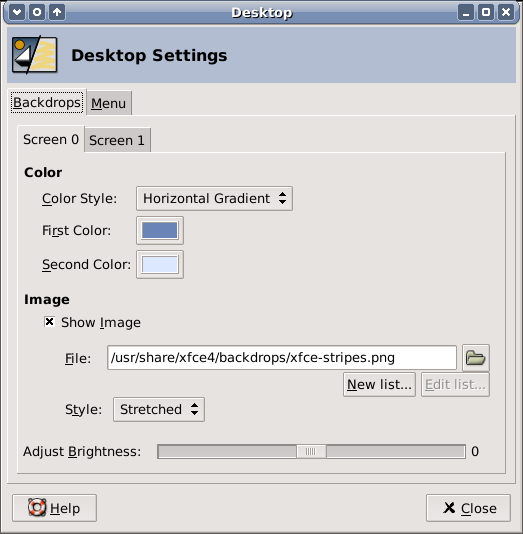 Desktop
Desktop Settings
Backdrops Menu
Screen 0 Screen 1
Color
Color Style: Horizontal Gradient
First Color:
Second Color:
Image
Show Image
File: /usr/share/xfce4/backdrops/xfce-stripes.png
New list... Edit list...
Style: Stretched
Adjust Brightness: 0
Help Close